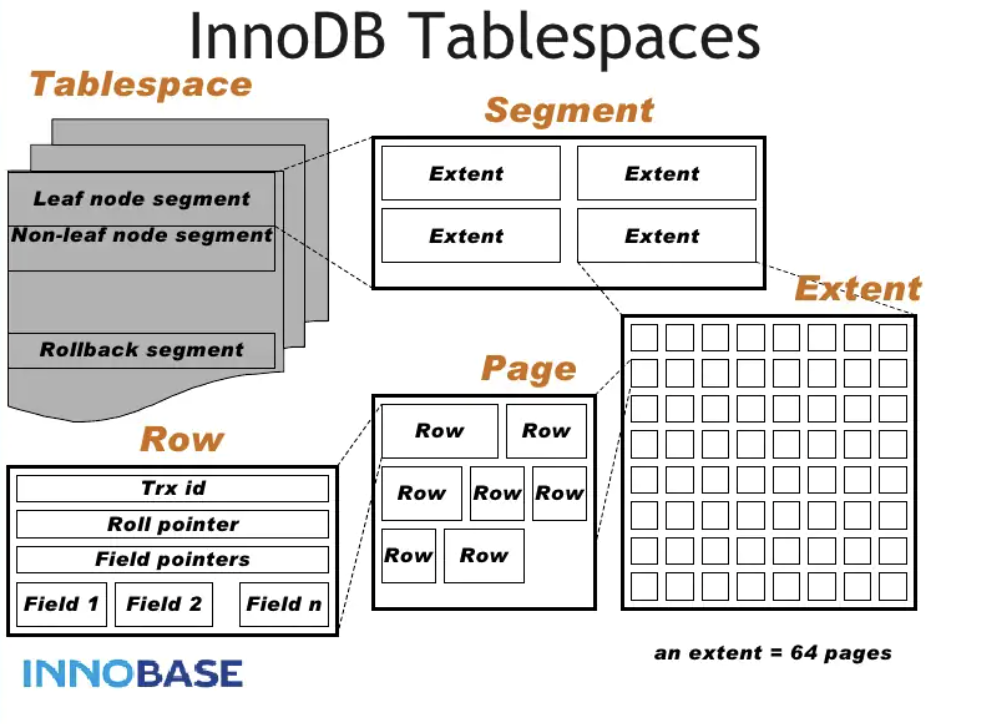 InnoDB Tablespaces
Tablespace
Leaf node segment
Non-leaf node segment
Rollback segment
Segment
Extent Extent
Extent Extent
Extent
an extent = 64 pages
Page
Row Row
Row Row Row
Row Row
Row
Trx id
Roll pointer
Field pointers
Field 1 Field 2 Field n
INNOBASE